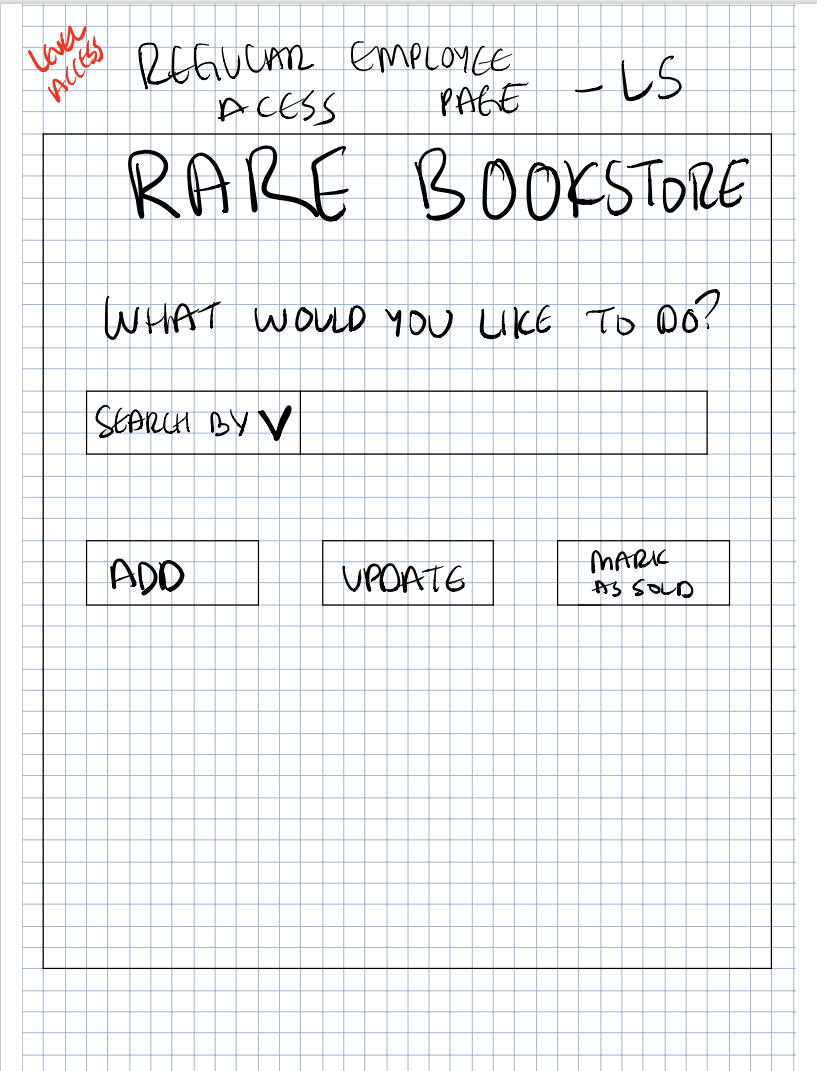 LEVEL
ACCESS
REGULAR EMPLOYEE
ACESS PAGE - LS
RARE BOOKSTORE
WHAT WOULD YOU LIKE TO DO?
SEARCH BY V
ADD
UPDATE
MARK
AS SOLD